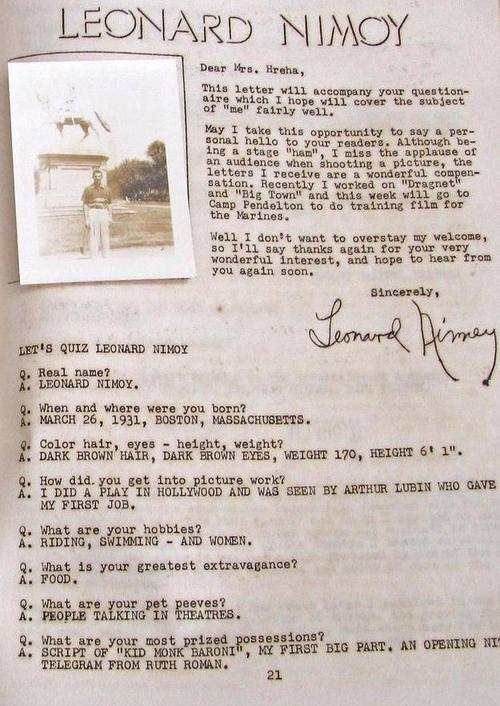 LEONARD NIMOY
Dear Mrs. Hreha,
This letter will accompany your question-
aire which I hope will cover the subject
of "me" fairly well.
May I take this opportunity to say a per-
sonal hello to your readers. Although be-
ing a stage "ham", I miss the applause of
an audience when shooting a picture, the
letters I receive are a wonderful compen-
sation. Recently I worked on "Dragnet"
and "Big Town" and this week will go to
Camp Pendelton to do training film for
the Marines.
Well I don't want to overstay my welcome,
so I'll say thanks again for your very
wonderful interest, and hope to hear from
you again soon.
Sincerely,
Leonard Nimoy
LET'S QUIZ LEONARD NIMOY
Q. Real name?
A. LEONARD NIMOY.
Q. When and where were you born?
A. MARCH 26, 1931, BOSTON, MASSACHUSETTS.
Q. Color hair, eyes - height, weight?
A. DARK BROWN HAIR, DARK BROWN EYES, WEIGHT 170, HEIGHT 6' 1".
Q. How did you get into picture work?
A. I DID A PLAY IN HOLLYWOOD AND WAS SEEN BY ARTHUR LUBIN WHO GAVE
MY FIRST JOB.
Q. What are your hobbies?
A. RIDING, SWIMMING - AND WOMEN.
Q. What is your greatest extravagance?
A. FOOD.
Q. What are your pet peeves?
A. PEOPLE TALKING IN THEATRES.
Q. What are your most prized possessions?
A. SCRIPT OF "KID MONK BARONI", MY FIRST BIG PART. AN OPENING NI
TELEGRAM FROM RUTH ROMAN.
21